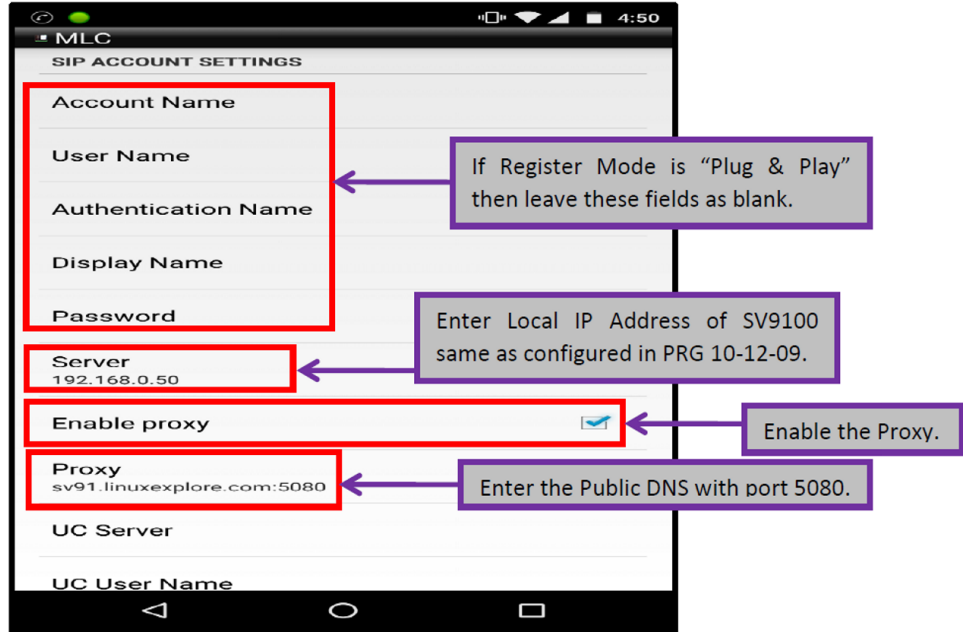 4:50
MLC
SIP ACCOUNT SETTINGS
Account Name
User Name
Authentication Name
Display Name
Password
Server
192.168.0.50
Enable proxy
Proxy
sv91.linuxexplore.com:5080
UC Server
UC User Name
If Register Mode is “Plug & Play”
then leave these fields as blank.
Enter Local IP Address of SV9100
same as configured in PRG 10-12-09.
Enable the Proxy.
Enter the Public DNS with port 5080.